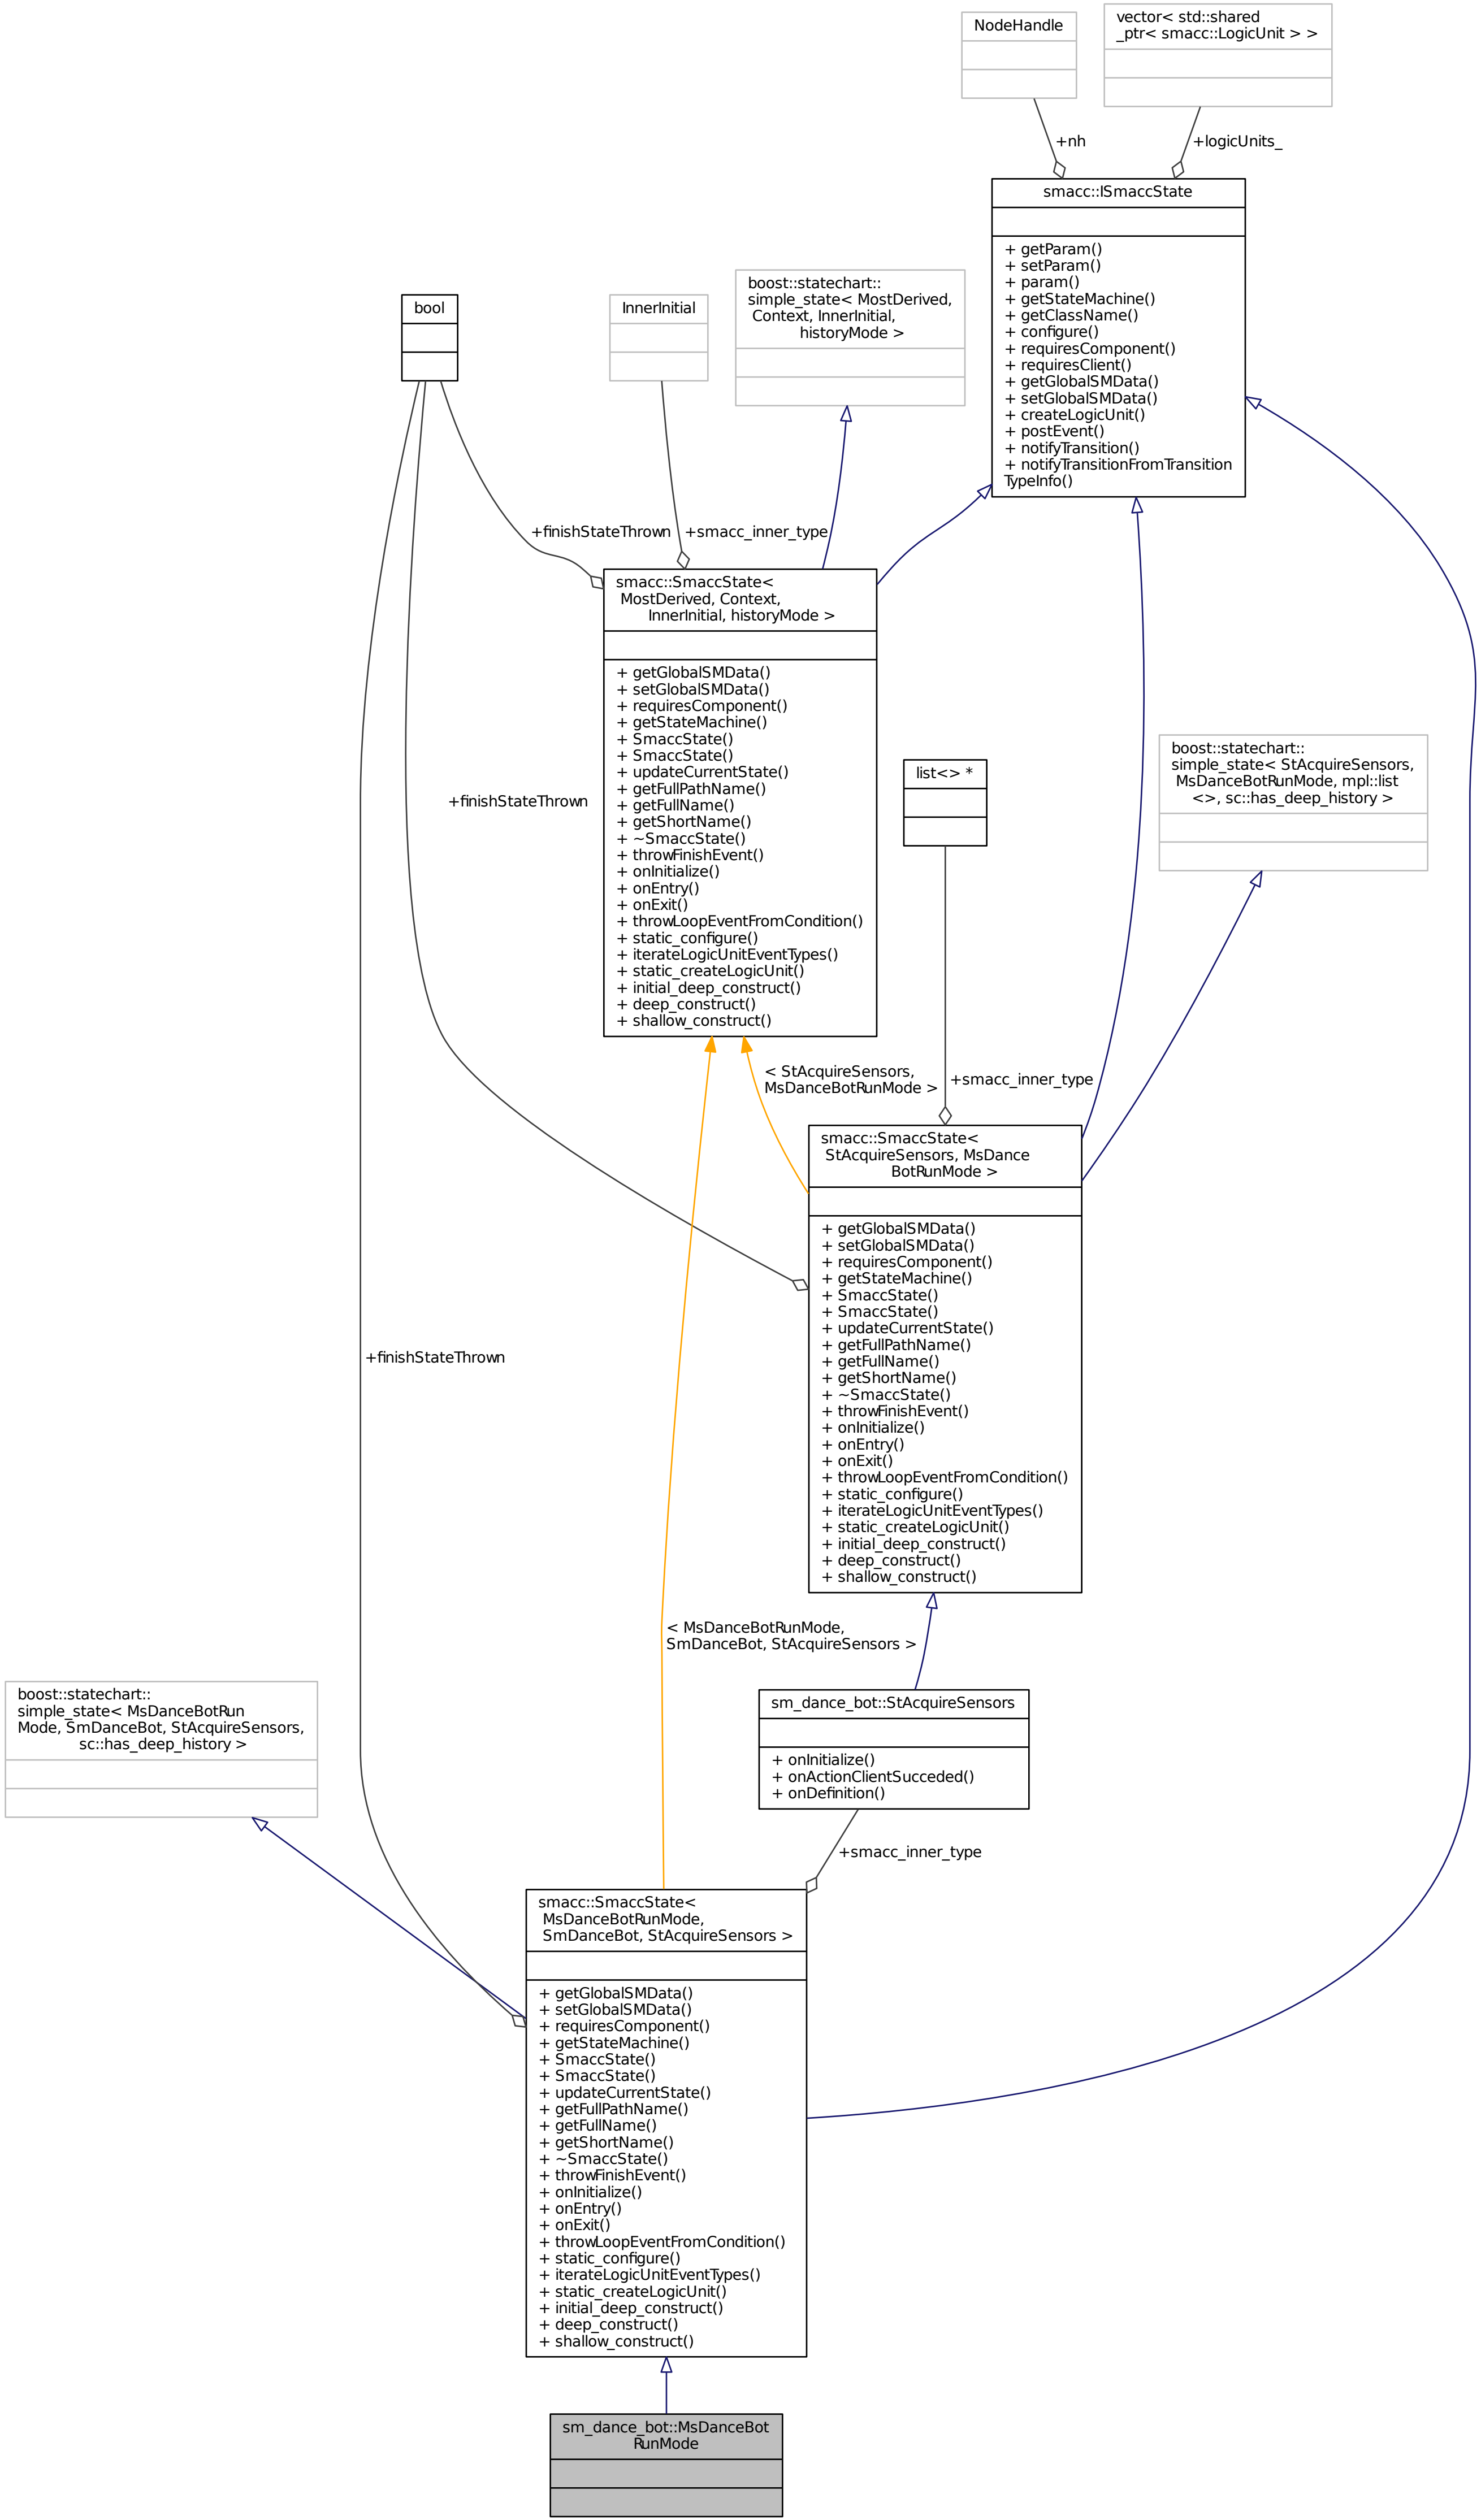 NodeHandle
vector< std::shared
_ptr< smacc::LogicUnit > >
+nh
+logicUnits_
smacc::ISmaccState
+ getParam()
+ setParam()
+ param()
+ getStateMachine()
+ getClassName()
+ configure()
+ requiresComponent()
+ requiresClient()
+ getGlobalSMData()
+ setGlobalSMData()
+ createLogicUnit()
+ postEvent()
+ notifyTransition()
+ notifyTransitionFromTransition
TypeInfo()
bool
InnerInitial
boost::statechart::
simple_state< MostDerived,
Context, InnerInitial,
historyMode >
+finishStateThrown
+smacc_inner_type
smacc::SmaccState<
MostDerived, Context,
InnerInitial, historyMode >
+ getGlobalSMData()
+ setGlobalSMData()
+ requiresComponent()
+ getStateMachine()
+ SmaccState()
+ SmaccState()
+ updateCurrentState()
+ getFullPathName()
+ getFullName()
+ getShortName()
+ ~SmaccState()
+ throwFinishEvent()
+ onInitialize()
+ onEntry()
+ onExit()
+ throwLoopEventFromCondition()
+ static_configure()
+ iterateLogicUnitEventTypes()
+ static_createLogicUnit()
+ initial_deep_construct()
+ deep_construct()
+ shallow_construct()
+finishStateThrown
list<> *
boost::statechart::
simple_state< StAcquireSensors,
MsDanceBotRunMode, mpl::list
<>, sc::has_deep_history >
< StAcquireSensors,
MsDanceBotRunMode >
+smacc_inner_type
smacc::SmaccState<
StAcquireSensors, MsDance
BotRunMode >
+ getGlobalSMData()
+ setGlobalSMData()
+ requiresComponent()
+ getStateMachine()
+ SmaccState()
+ SmaccState()
+ updateCurrentState()
+ getFullPathName()
+ getFullName()
+ getShortName()
+ ~SmaccState()
+ throwFinishEvent()
+ onInitialize()
+ onEntry()
+ onExit()
+ throwLoopEventFromCondition()
+ static_configure()
+ iterateLogicUnitEventTypes()
+ static_createLogicUnit()
+ initial_deep_construct()
+ deep_construct()
+ shallow_construct()
+finishStateThrown
< MsDanceBotRunMode,
SmDanceBot, StAcquireSensors >
boost::statechart::
simple_state< MsDanceBotRun
Mode, SmDanceBot, StAcquireSensors,
sc::has_deep_history >
sm_dance_bot::StAcquireSensors
+ onInitialize()
+ onActionClientSucceded()
+ onDefinition()
+smacc_inner_type
smacc::SmaccState<
MsDanceBotRunMode,
SmDanceBot, StAcquireSensors >
+ getGlobalSMData()
+ setGlobalSMData()
+ requiresComponent()
+ getStateMachine()
+ SmaccState()
+ SmaccState()
+ updateCurrentState()
+ getFullPathName()
+ getFullName()
+ getShortName()
+ ~SmaccState()
+ throwFinishEvent()
+ onInitialize()
+ onEntry()
+ onExit()
+ throwLoopEventFromCondition()
+ static_configure()
+ iterateLogicUnitEventTypes()
+ static_createLogicUnit()
+ initial_deep_construct()
+ deep_construct()
+ shallow_construct()
sm_dance_bot::MsDanceBot
RunMode